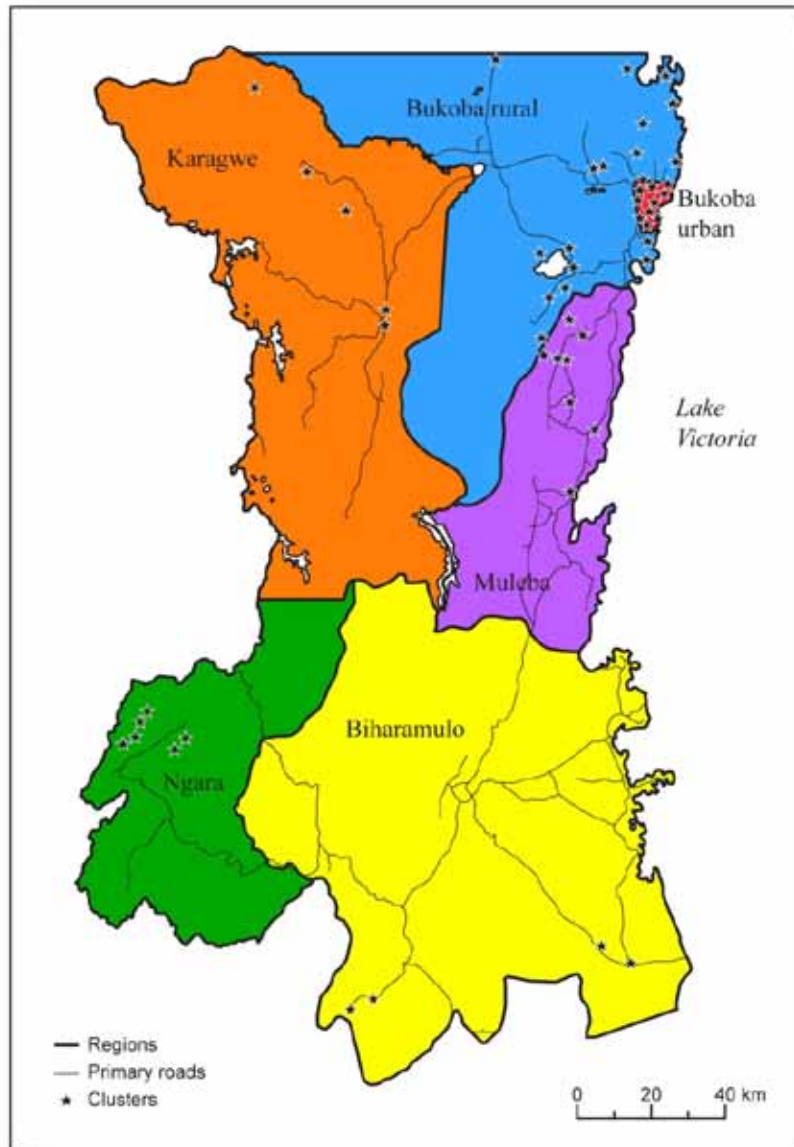 Bukoba rural
Karagwe
Bukoba
urban
Lake
Victoria
Muleba
Biharamulo
Ngara
Regions
Primary roads
Clusters
0 20 40 km